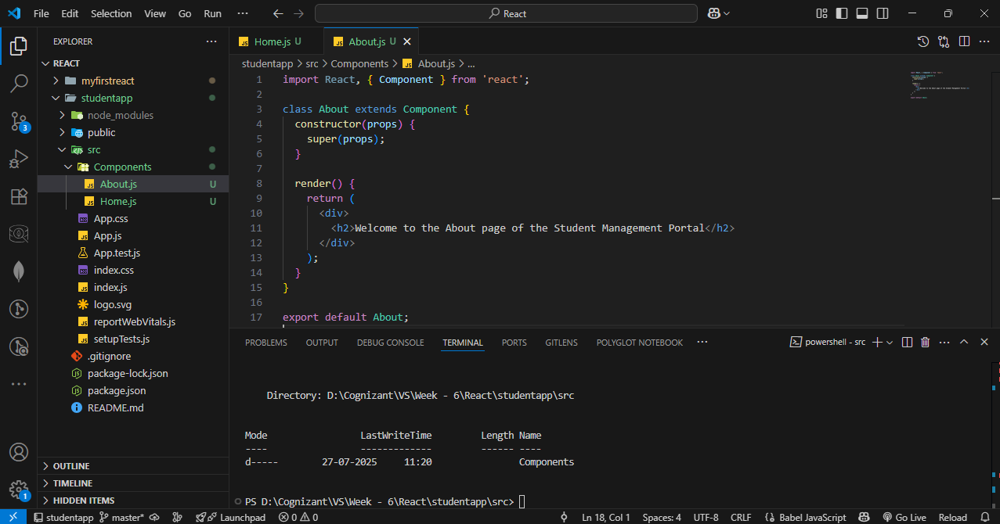 File Edit Selection View Go Run ··· React
EXPLORER ···
REACT
myfirstreact
studentapp
node_modules
public
src
Components
About.js U
Home.js U
App.css
App.js
App.test.js
index.css
index.js
logo.svg
reportWebVitals.js
setupTests.js
.gitignore
package-lock.json
package.json
README.md
OUTLINE
TIMELINE
HIDDEN ITEMS
3
1
Home.js U About.js U
studentapp > src > Components > About.js > ...
1 import React, { Component } from 'react';
2
3 class About extends Component {
4 constructor(props) {
5 super(props);
6 }
7
8 render() {
9 return (
10 <div>
11 <h2>Welcome to the About page of the Student Management Portal</h2>
12 </div>
13 );
14 }
15 }
16
17 export default About;
PROBLEMS OUTPUT DEBUG CONSOLE TERMINAL PORTS GITLENS POLYGLOT NOTEBOOK ··· powershell - src
Directory: D:\Cognizant\VS\Week - 6\React\studentapp\src
Mode LastWriteTime Length Name
---- ------------- ------ ----
d----- 27-07-2025 11:20 Components
PS D:\Cognizant\VS\Week - 6\React\studentapp\src>
studentapp master* Launchpad 0 0 Ln 18, Col 1 Spaces: 4 UTF-8 CRLF {} Babel JavaScript Go Live Reload